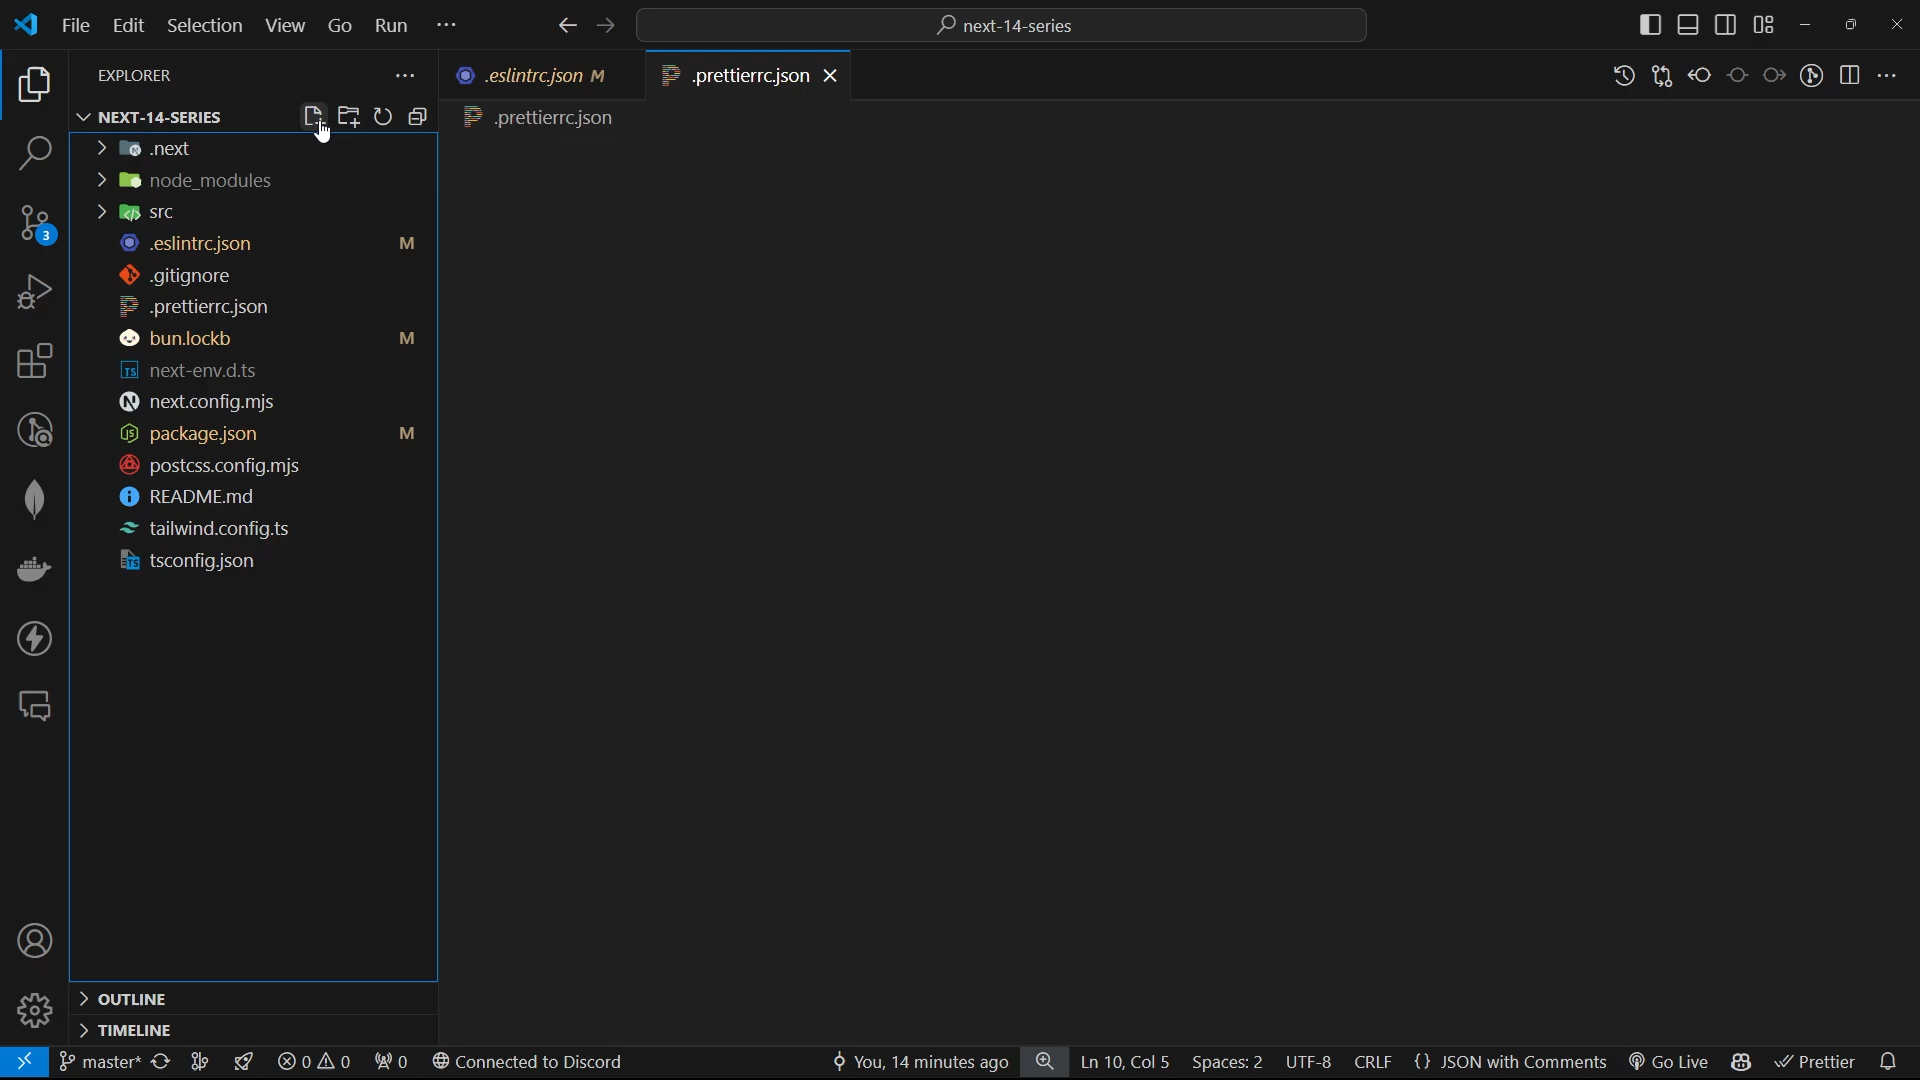 File Edit Selection View Go Run ···
next-14-series
EXPLORER
.eslintrc.json M
.prettierrc.json
NEXT-14-SERIES
.prettierrc.json
.next
node_modules
src
.eslintrc.json M
.gitignore
.prettierrc.json
bun.lockb M
next-env.d.ts
next.config.mjs
package.json M
postcss.config.mjs
README.md
tailwind.config.ts
tsconfig.json
3
OUTLINE
TIMELINE
master* 0 0 0 Connected to Discord You, 14 minutes ago Ln 10, Col 5 Spaces: 2 UTF-8 CRLF {} JSON with Comments Go Live Prettier